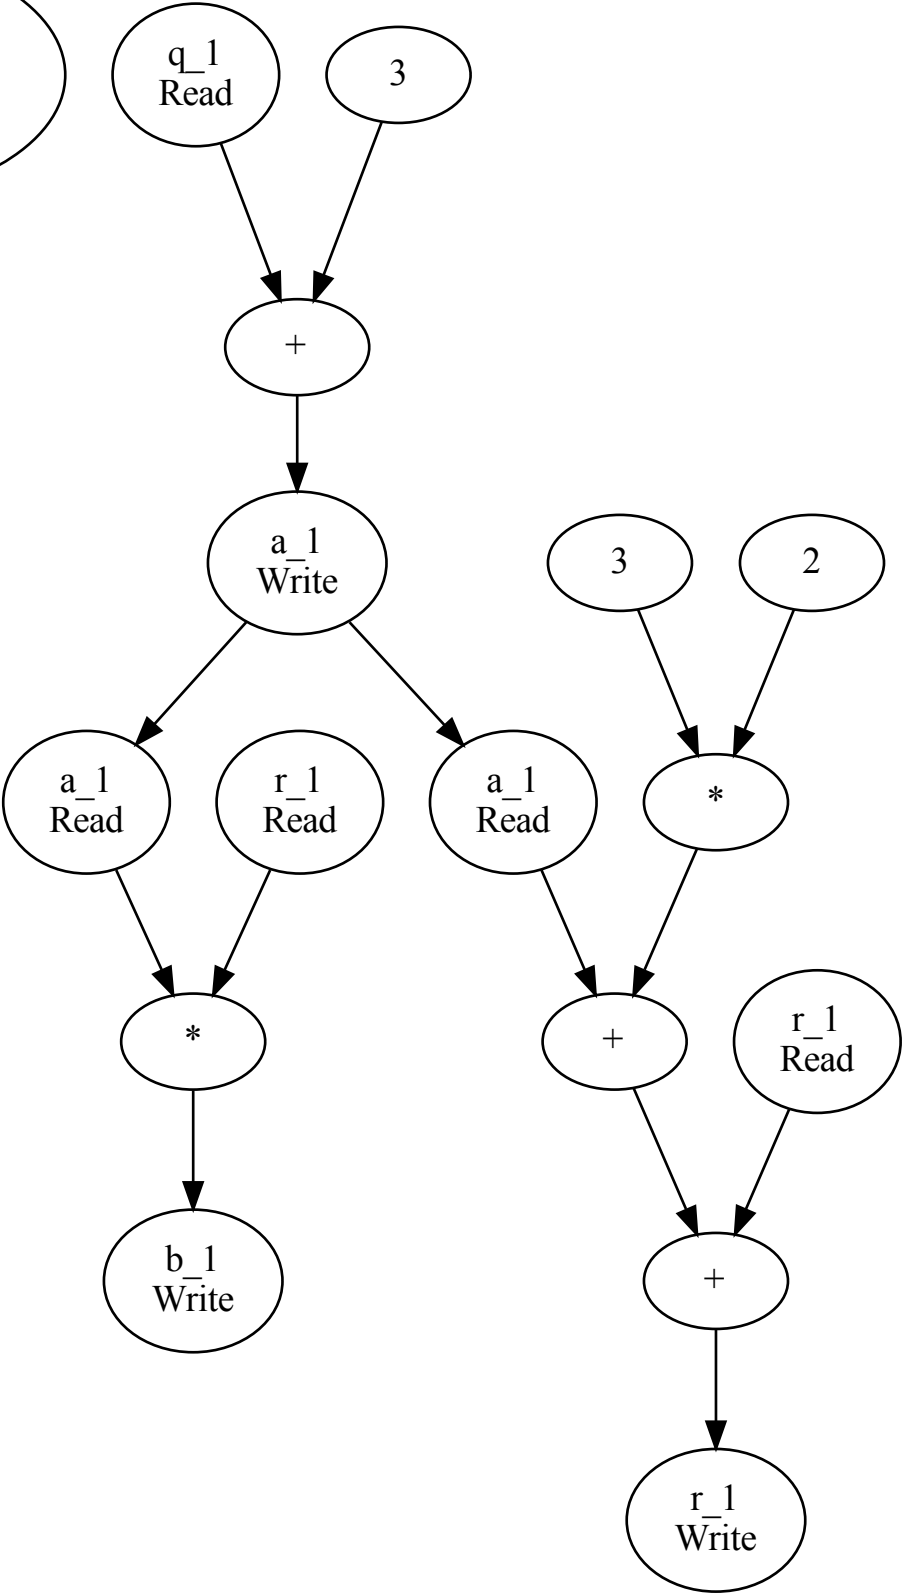 q_1
Read
3
+
a_1
Write
3
2
a_1
Read
r_1
Read
a_1
Read
*
*
+
r_1
Read
b_1
Write
+
r_1
Write